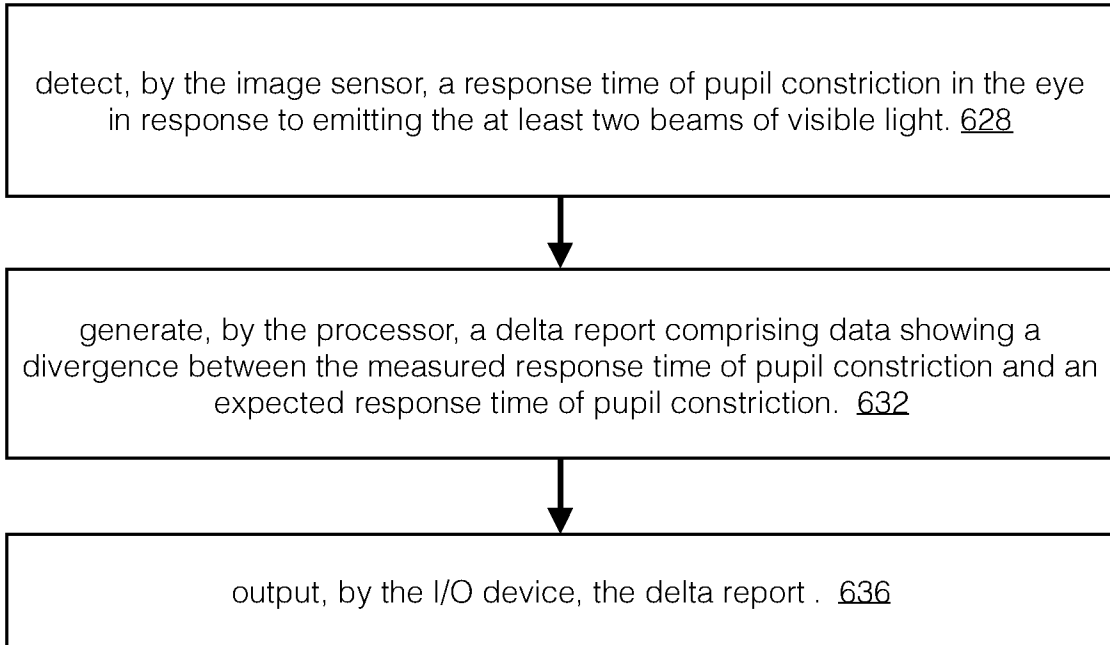 detect, by the image sensor, a response time of pupil constriction in the eye
in response to emitting the at least two beams of visible light. 628
generate, by the processor, a delta report comprising data showing a
divergence between the measured response time of pupil constriction and an
expected response time of pupil constriction. 632
output, by the I/O device, the delta report . 636